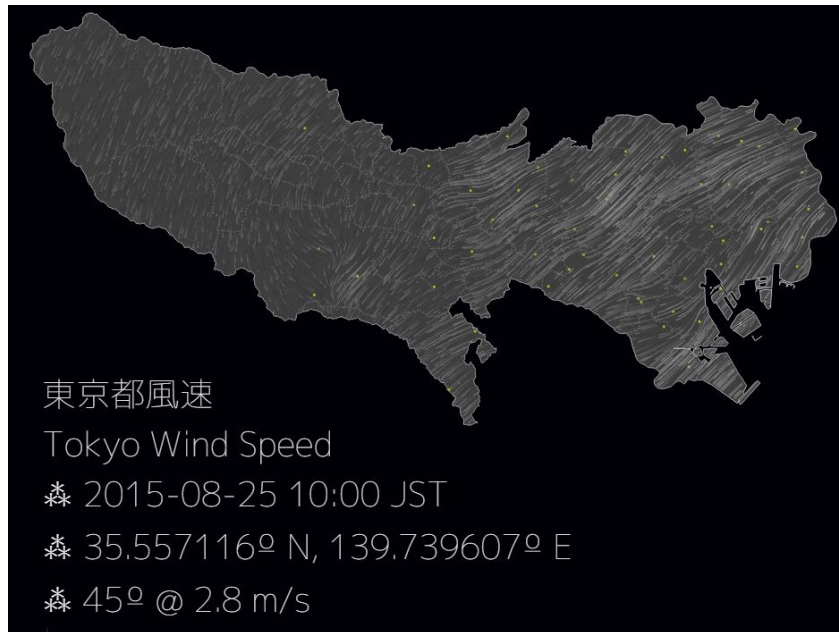 東京都風速
Tokyo Wind Speed
⁂ 2015-08-25 10:00 JST
⁂ 35.557116º N, 139.739607º E
⁂ 45º @ 2.8 m/s